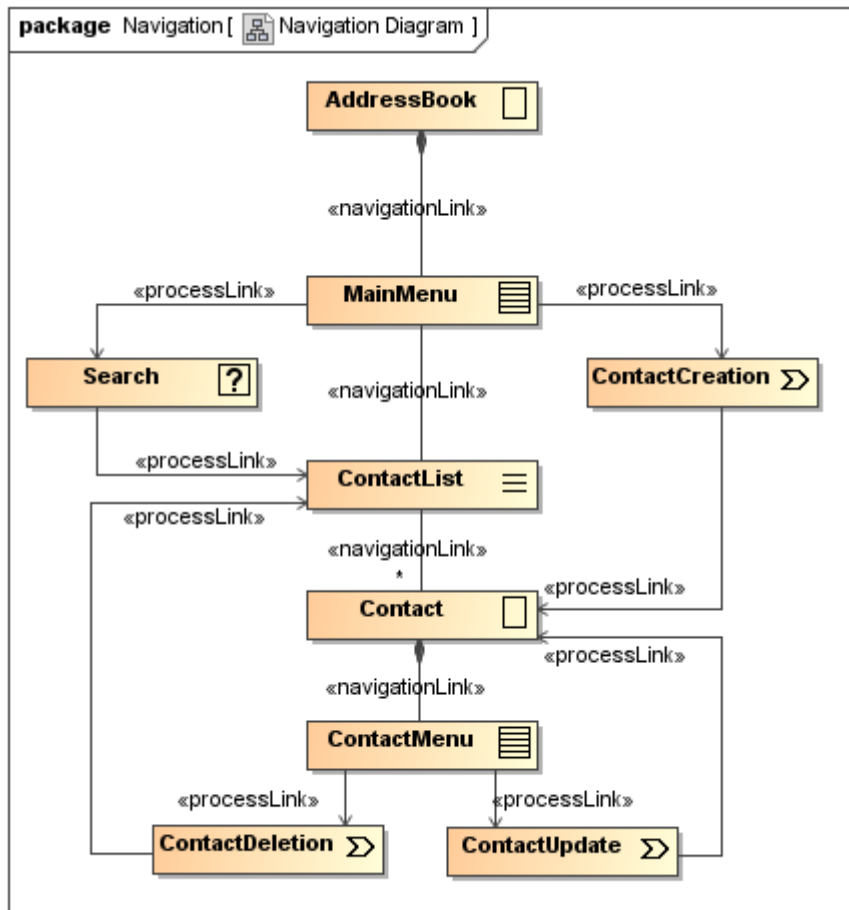 package Navigation [ Navigation Diagram ]
AddressBook
«navigationLink»
«processLink»
MainMenu
«processLink»
Search
?
«navigationLink»
ContactCreation
«processLink»
ContactList
«processLink»
«navigationLink»
*
Contact
«processLink»
«processLink»
«navigationLink»
ContactMenu
«processLink»
«processLink»
ContactDeletion
ContactUpdate